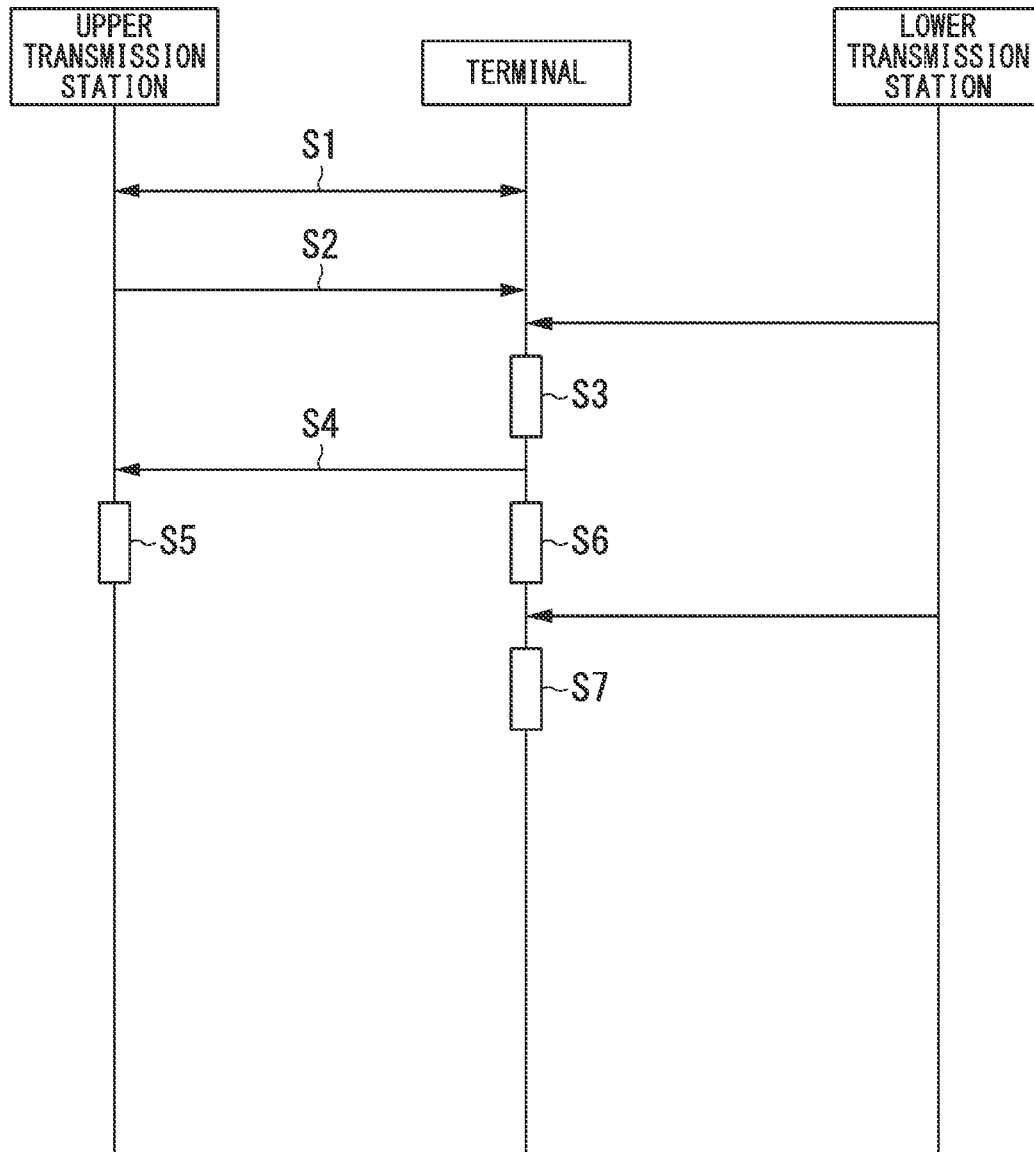 UPPER
TRANSMISSION
STATION
TERMINAL
LOWER
TRANSMISSION
STATION
S1
S2
S3
S4
S5
S6
S7